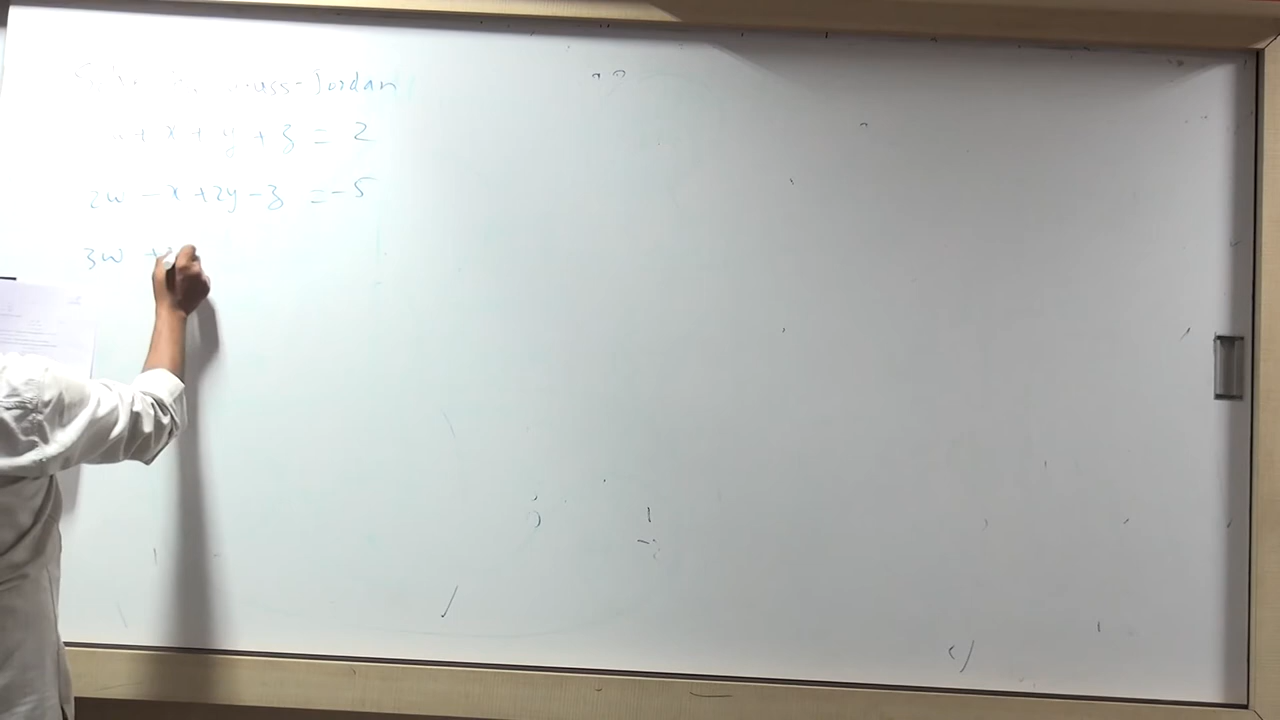 Gauss-Jordan
w + x + y + z = 2
2w - x + 2y - z = -5
3w +